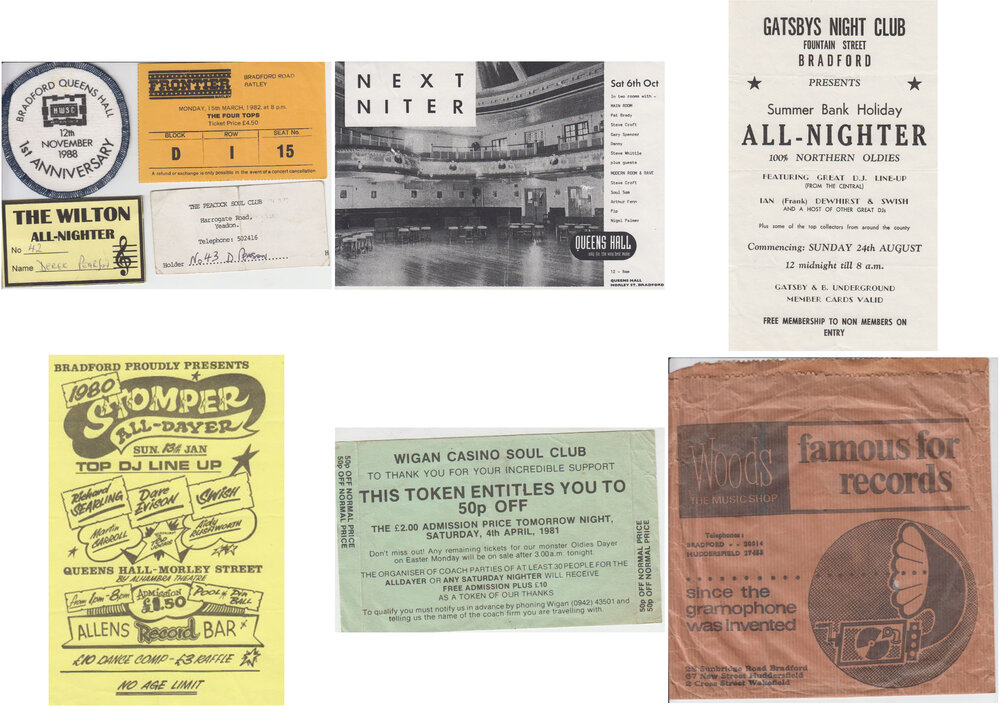 BRADFORD QUEENS HALL
HWSC
12th
NOVEMBER
1988
1st ANNIVERSARY
FRONTIER
BRADFORD ROAD
BATLEY
MONDAY, 15th MARCH, 1982, at 8 p.m.
THE FOUR TOPS
Ticket Price £4.50
BLOCK
ROW
SEAT No.
D
I
15
A refund or exchange is only possible in the event of a concert cancellation
THE WILTON
ALL-NIGHTER
No 42
Name DEREK PEARSON
THE PEACOCK SOUL CLUB
Harrogate Road,
Yeadon.
Telephone: 502416
Holder No 43 D. Pearson
H
NEXT
NITER
Sat 6th Oct
In two rooms with -
MAIN ROOM
Pat Brady
Steve Croft
Gary Spencer
Danny
Steve Whittle
plus guests
MODERN ROOM & RAVE
Steve Croft
Soul Sam
Arthur Fenn
Pip
Nigel Palmer
QUEENS HALL
12 - 8am
QUEENS HALL
MORLEY ST. BRADFORD
GATSBYS NIGHT CLUB
FOUNTAIN STREET
BRADFORD
PRESENTS
Summer Bank Holiday
ALL-NIGHTER
100% NORTHERN OLDIES
FEATURING GREAT D.J. LINE-UP
(FROM THE CENTRAL)
IAN (Frank) DEWHIRST & SWISH
AND A HOST OF OTHER GREAT DJs
Plus some of the top collectors from around the county
Commencing: SUNDAY 24th AUGUST
12 midnight till 8 a.m.
GATSBY & B. UNDERGROUND
MEMBER CARDS VALID
FREE MEMBERSHIP TO NON MEMBERS ON
ENTRY
BRADFORD PROUDLY PRESENTS
1980
STOMPER
ALL-DAYER
SUN. 13th JAN
TOP DJ LINE UP
Richard
SEARLING
Dave
EVISON
SWISH
Martin
CARROLL
Andy
RUSHWORTH
QUEENS HALL-MORLEY STREET
BY ALHAMBRA THEATRE
from 1pm-8pm
Admission
£1.50
POOL & PIN
BALL
ALLENS Record BAR
£10 DANCE COMP - £3 RAFFLE
NO AGE LIMIT
WIGAN CASINO SOUL CLUB
TO THANK YOU FOR YOUR INCREDIBLE SUPPORT
THIS TOKEN ENTITLES YOU TO
50p OFF
THE £2.00 ADMISSION PRICE TOMORROW NIGHT,
SATURDAY, 4th APRIL, 1981
Don't miss out! Any remaining tickets for our monster Oldies Dayer
on Easter Monday will be on sale after 3.00 a.m. tonight.
THE ORGANISER OF COACH PARTIES OF AT LEAST 30 PEOPLE FOR THE
ALLDAYER OR ANY SATURDAY NIGHTER WILL RECEIVE
FREE ADMISSION PLUS £10
AS A TOKEN OF OUR THANKS
To qualify you must notify us in advance by phoning Wigan (0942) 43501 and
telling us the name of the coach firm you are travelling with.
50p OFF NORMAL PRICE
50p OFF NORMAL PRICE
50p OFF NORMAL PRICE
50p OFF NORMAL PRICE
Woods
THE MUSIC SHOP
famous for
records
Telephones:
BRADFORD
HUDDERSFIELD
since the
gramophone
was invented
Sunbridge Road Bradford
67 New Street Huddersfield
2 Cross Street Wakefield